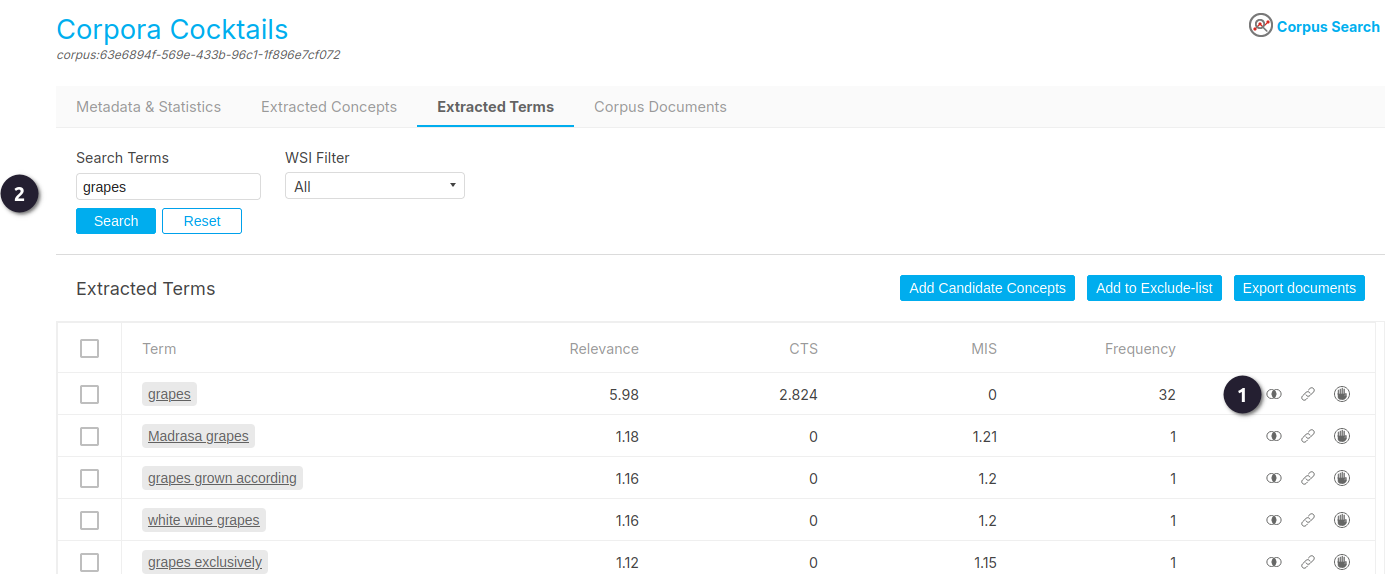 Corpora Cocktails
corpus:63e6894f-569e-433b-96c1-1f896e7cf072
Corpus Search
Metadata & Statistics Extracted Concepts Extracted Terms Corpus Documents
Search Terms WSI Filter
2 grapes All
Search Reset
Extracted Terms Add Candidate Concepts Add to Exclude-list Export documents
Term Relevance CTS MIS Frequency
grapes 5.98 2.824 0 32 1
Madrasa grapes 1.18 0 1.21 1
grapes grown according 1.16 0 1.2 1
white wine grapes 1.16 0 1.2 1
grapes exclusively 1.12 0 1.15 1